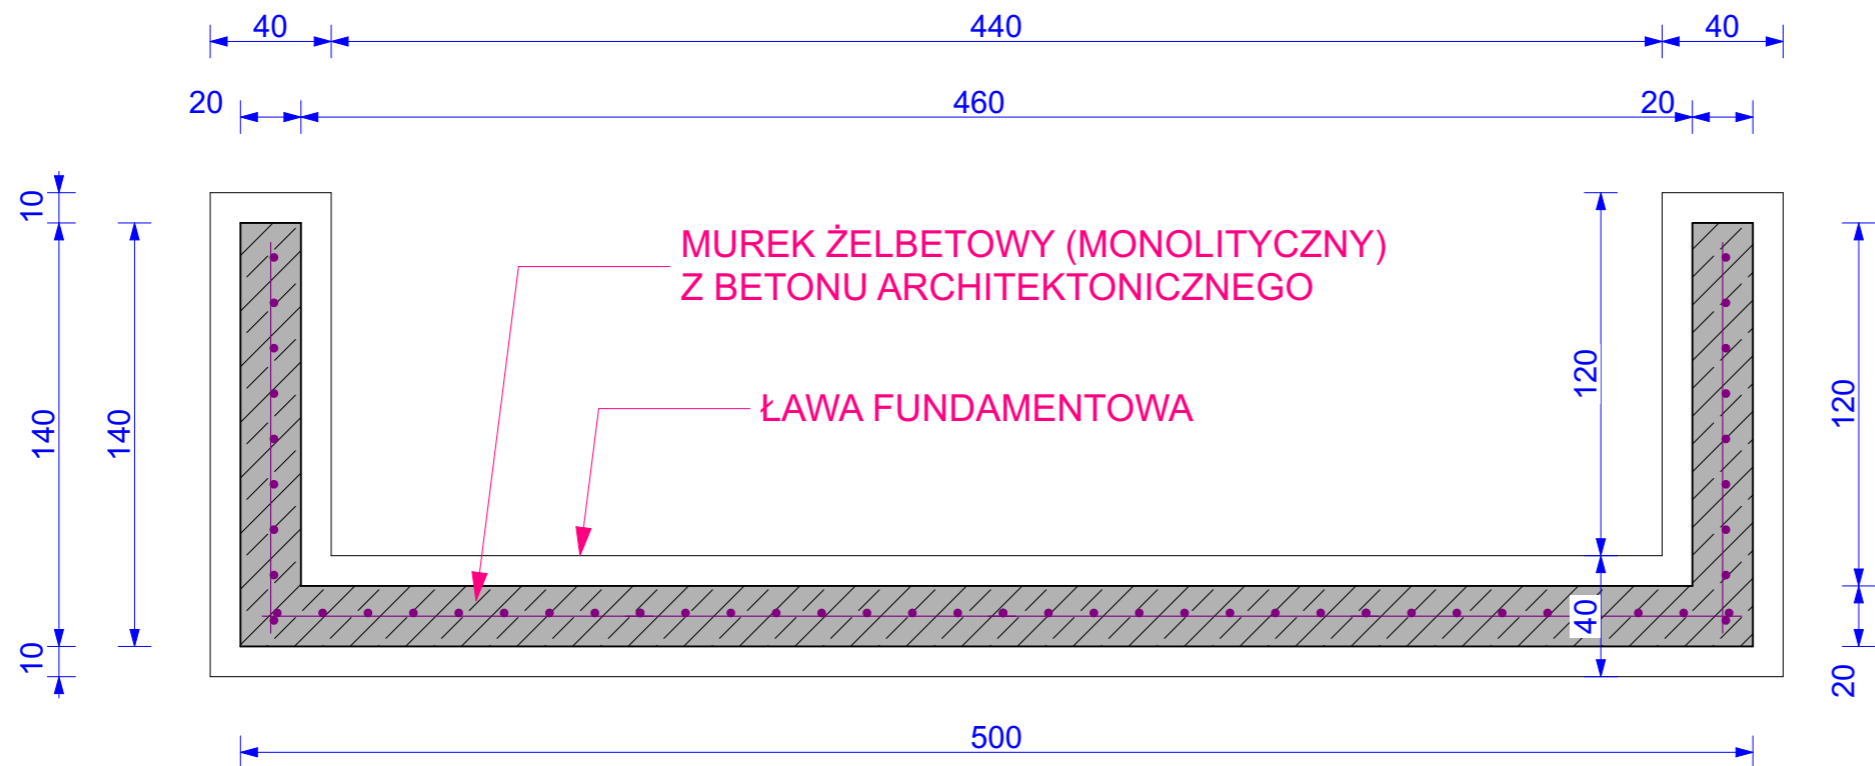 40 440 40
20 460 20
10
140
10
140
MUREK ŻELBETOWY (MONOLITYCZNY)
Z BETONU ARCHITEKTONICZNEGO
ŁAWA FUNDAMENTOWA
120
40
120
20
500